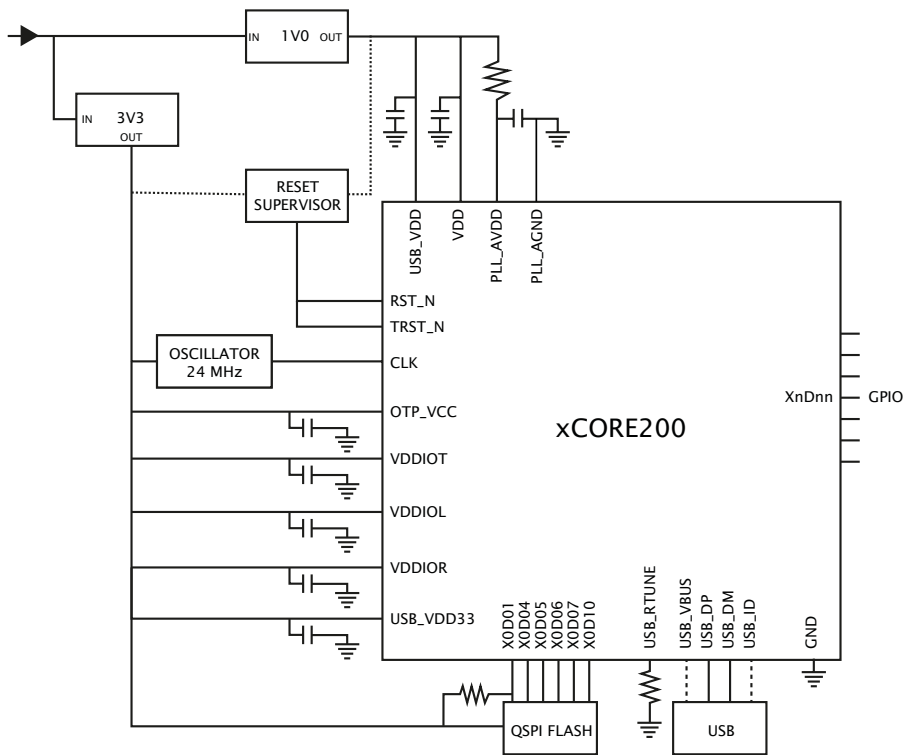 IN 1V0 OUT
IN 3V3
OUT
RESET
SUPERVISOR
USB_VDD
VDD
PLL_AVDD
PLL_AGND
RST_N
TRST_N
OSCILLATOR
24 MHz
CLK
OTP_VCC
VDDIOT
VDDIOL
VDDIOR
USB_VDD33
xCORE200
XnDnn
GPIO
X0D01
X0D04
X0D05
X0D06
X0D07
X0D10
USB_RTUNE
USB_VBUS
USB_DP
USB_DM
USB_ID
GND
QSPI FLASH
USB